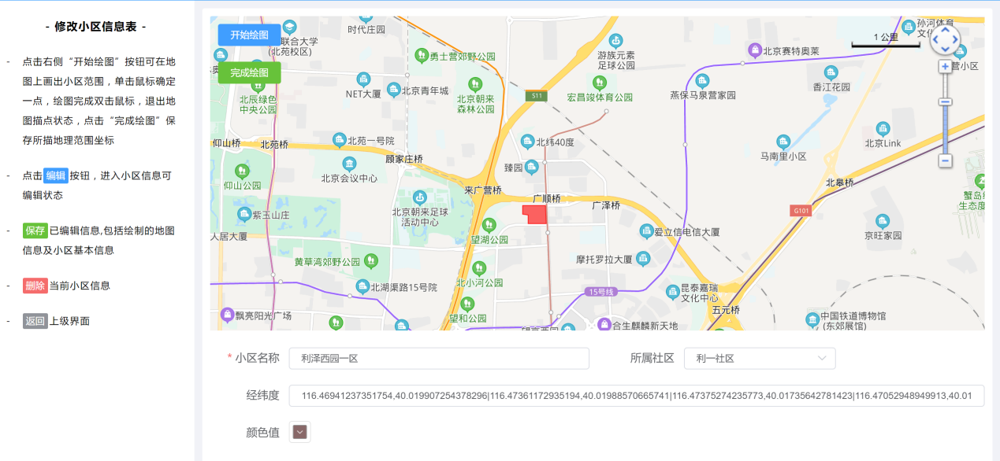 - 修改小区信息表 -
- 点击右侧“开始绘图”按钮可在地
图上画出小区范围，单击鼠标确定
一点，绘图完成双击鼠标，退出地
图描点状态，点击“完成绘图”保
存所描地理范围坐标
- 点击 编辑 按钮，进入小区信息可
编辑状态
- 保存 已编辑信息,包括绘制的地图
信息及小区基本信息
- 删除 当前小区信息
- 返回 上级界面
开始绘图
完成绘图
联合大学
(北苑校区)
时代庄园
勇士营郊野公园
游族元素
足球公园
北京赛特奥莱
1 公里
孙河体育
营小区
北辰绿色
中央公园
NET大厦
北京青年城
北京朝来
森林公园
S11
宏昌竣体育公园
燕保马泉营家园
香江花园
仰山桥
北苑桥
北苑一号院
顾家庄桥
北纬40度
马南里小区
北京Link
仰山公园
北京会议中心
臻园
来广营桥
广顺桥
广泽桥
北皋桥
蟹岛
生态度
紫玉山庄
北京朝来足球
活动中心
G101
人居大厦
望湖公园
爱立信电信大厦
京旺家园
黄草湾郊野公园
摩托罗拉大厦
北湖渠路15号院
北小河公园
15号线
昆泰嘉瑞
文化中心
五元桥
飘亮阳光广场
望和公园
合生麒麟新天地
中国铁道博物馆
(东郊展馆)
* 小区名称 利泽西园一区
所属社区 利一社区
经纬度 116.46941237351754,40.019907254378296|116.47361172935194,40.01988570665741|116.47375274235773,40.01735642781423|116.47052948949913,40.01
颜色值